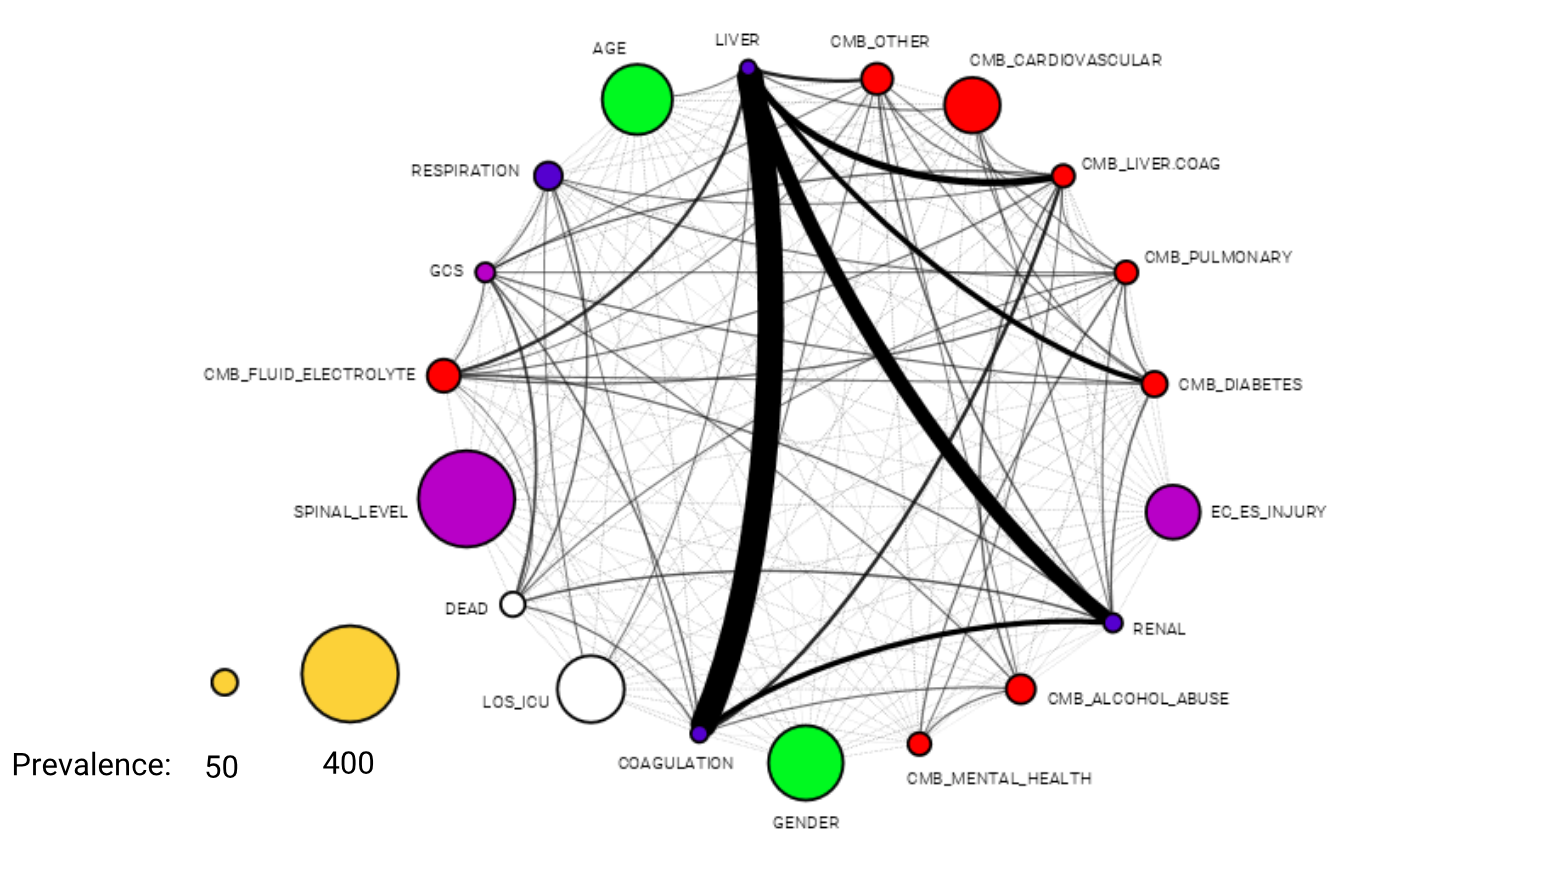 LIVER
CMB_OTHER
AGE
CMB_CARDIOVASCULAR
RESPIRATION
CMB_LIVER.COAG
GCS
CMB_PULMONARY
CMB_FLUID_ELECTROLYTE
CMB_DIABETES
SPINAL_LEVEL
EC_ES_INJURY
DEAD
RENAL
LOS_ICU
CMB_ALCOHOL_ABUSE
COAGULATION
CMB_MENTAL_HEALTH
GENDER
Prevalence: 50 400